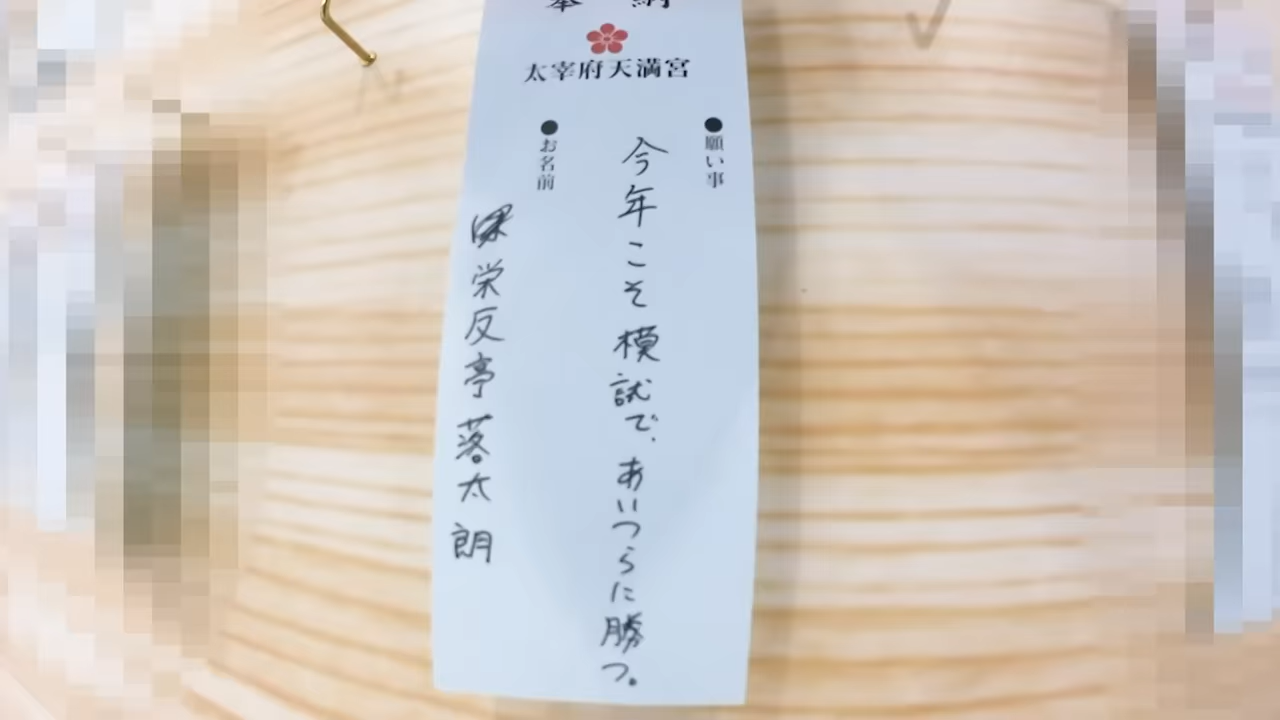 奉納
太宰府天満宮
●願い事
今年こそ模試で、あいつらに勝つ。
●お名前
栄反亭落太朗